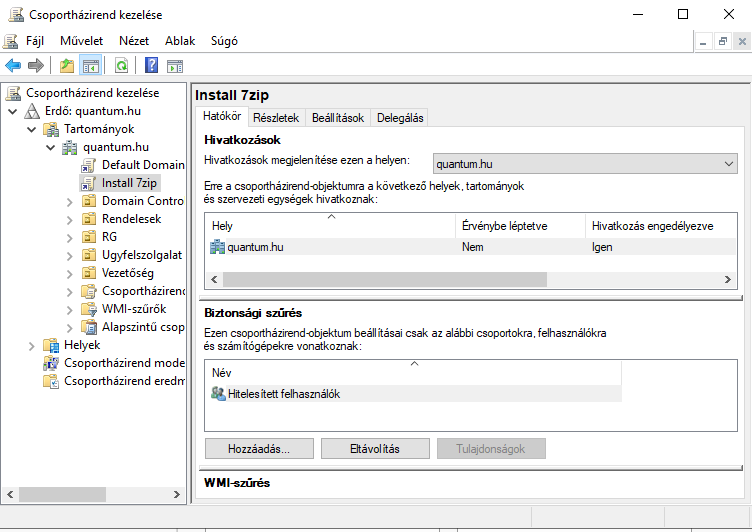 Csoportházirend kezelése
Fájl Művelet Nézet Ablak Súgó
Csoportházirend kezelése
Erdő: quantum.hu
Tartományok
quantum.hu
Default Domain
Install 7zip
Domain Contro
Rendelesek
RG
Ugyfelszolgalat
Vezetőség
Csoportházirend
WMI-szűrők
Alapszintű csop
Helyek
Csoportházirend mode
Csoportházirend eredm
Install 7zip
Hatókör Részletek Beállítások Delegálás
Hivatkozások
Hivatkozások megjelenítése ezen a helyen: quantum.hu
Erre a csoportházirend-objektumra a következő helyek, tartományok
és szervezeti egységek hivatkoznak:
Hely Érvénybe léptetve Hivatkozás engedélyezve
quantum.hu Nem Igen
Biztonsági szűrés
Ezen csoportházirend-objektum beállításai csak az alábbi csoportokra, felhasználókra
és számítógépekre vonatkoznak:
Név
Hitelesített felhasználók
Hozzáadás... Eltávolítás Tulajdonságok
WMI-szűrés